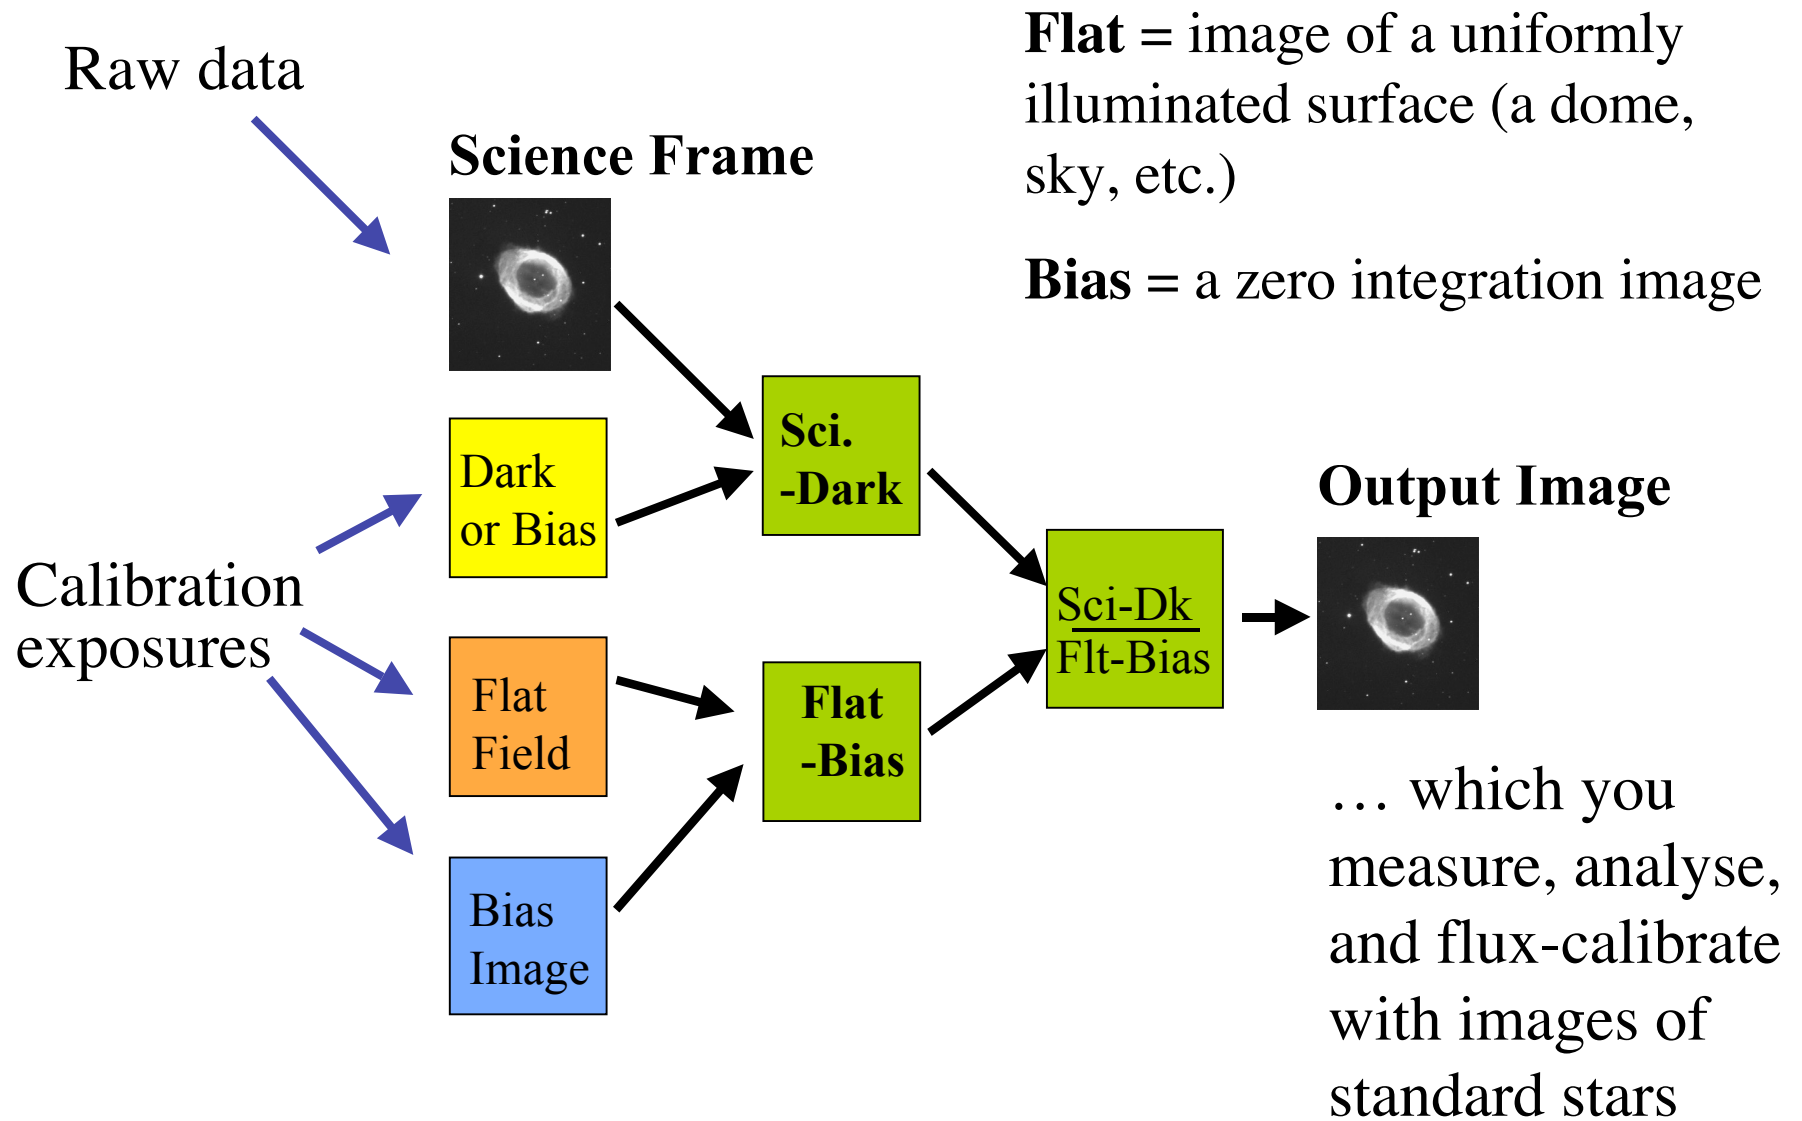 Raw data
Science Frame
Flat = image of a uniformly
illuminated surface (a dome,
sky, etc.)
Bias = a zero integration image
Calibration
exposures
Dark
or Bias
Flat
Field
Bias
Image
Sci.
-Dark
Flat
-Bias
Sci-Dk
Flt-Bias
Output Image
… which you
measure, analyse,
and flux-calibrate
with images of
standard stars